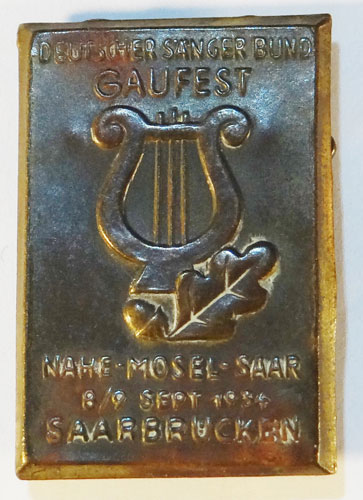 DEUTSCHER SÄNGER BUND
GAUFEST
NAHE-MOSEL-SAAR
8/9 SEPT 1934
SAARBRÜCKEN